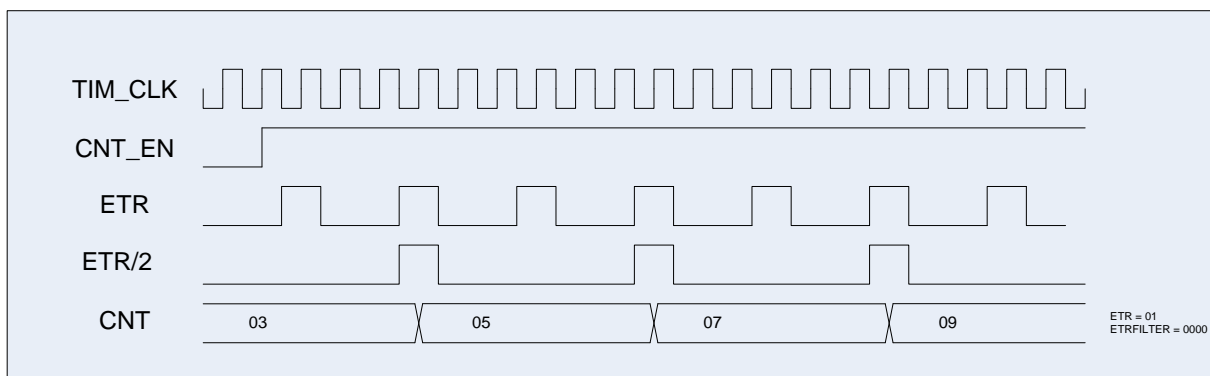 TIM_CLK
CNT_EN
ETR
ETR/2
CNT
03 05 07 09
ETR = 01
ETRFILTER = 0000